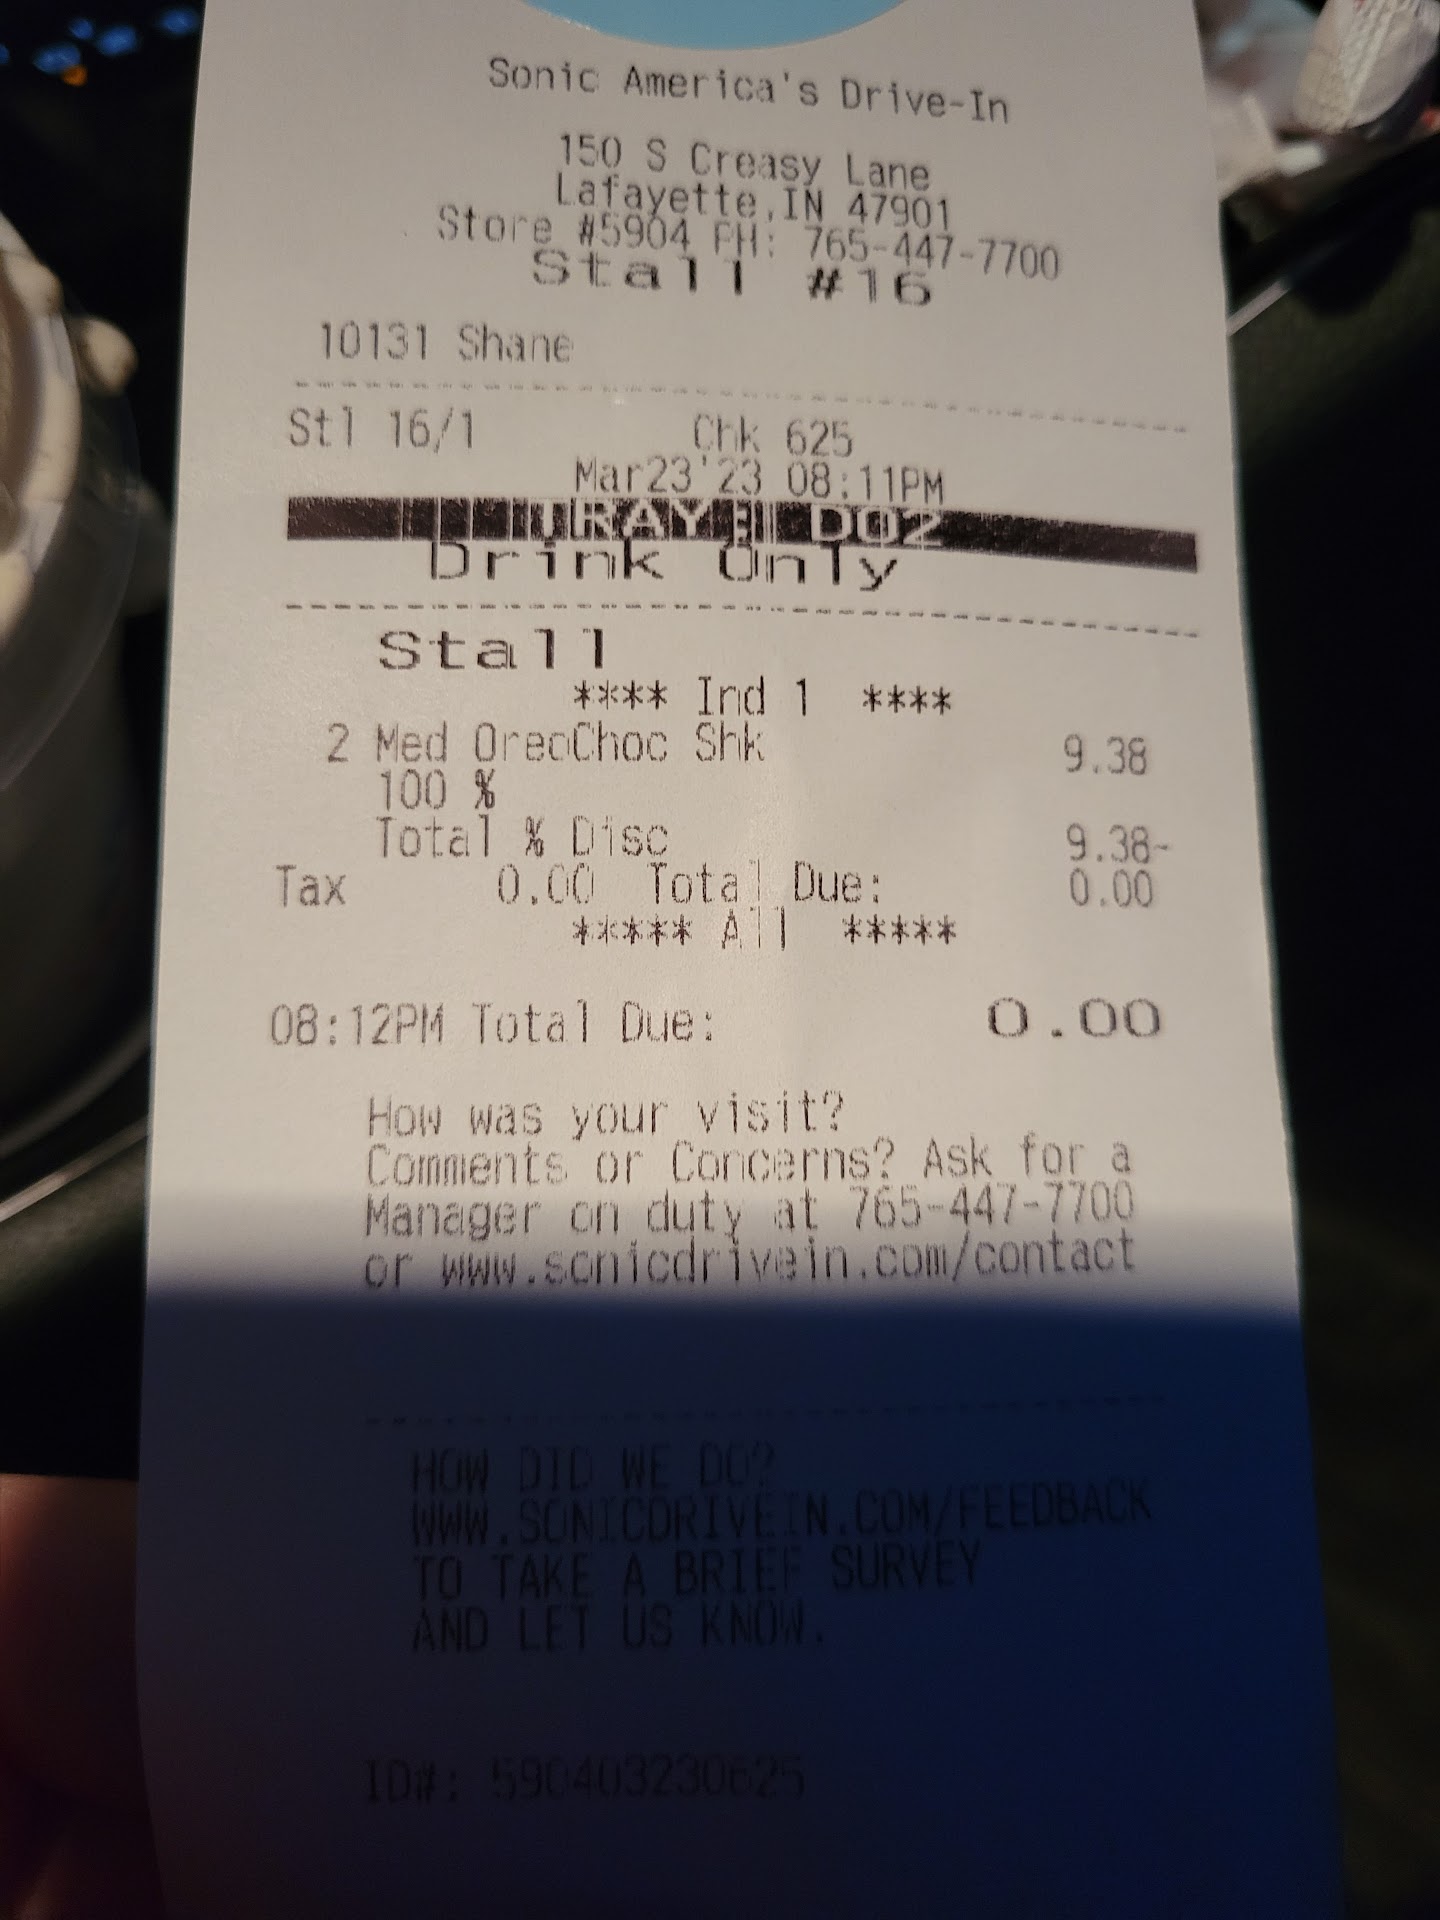 Sonic America's Drive-In
150 S Creasy Lane
Lafayette,IN 47901
Store #5904 PH: 765-447-7700
Stall #16
10131 Shane
Stl 16/1 Chk 625
Mar23'23 08:11PM
TRAY: D02
Drink Only
Stall
**** Ind 1 ****
2 Med OreoChoc Shk 9.38
100 %
Total % Disc 9.38-
Tax 0.00 Total Due: 0.00
***** All *****
08:12PM Total Due: 0.00
How was your visit?
Comments or Concerns? Ask for a
Manager on duty at 765-447-7700
or www.sonicdrivein.com/contact
HOW DID WE DO?
WWW.SONICDRIVEIN.COM/FEEDBACK
TO TAKE A BRIEF SURVEY
AND LET US KNOW.
ID#: 590403230625